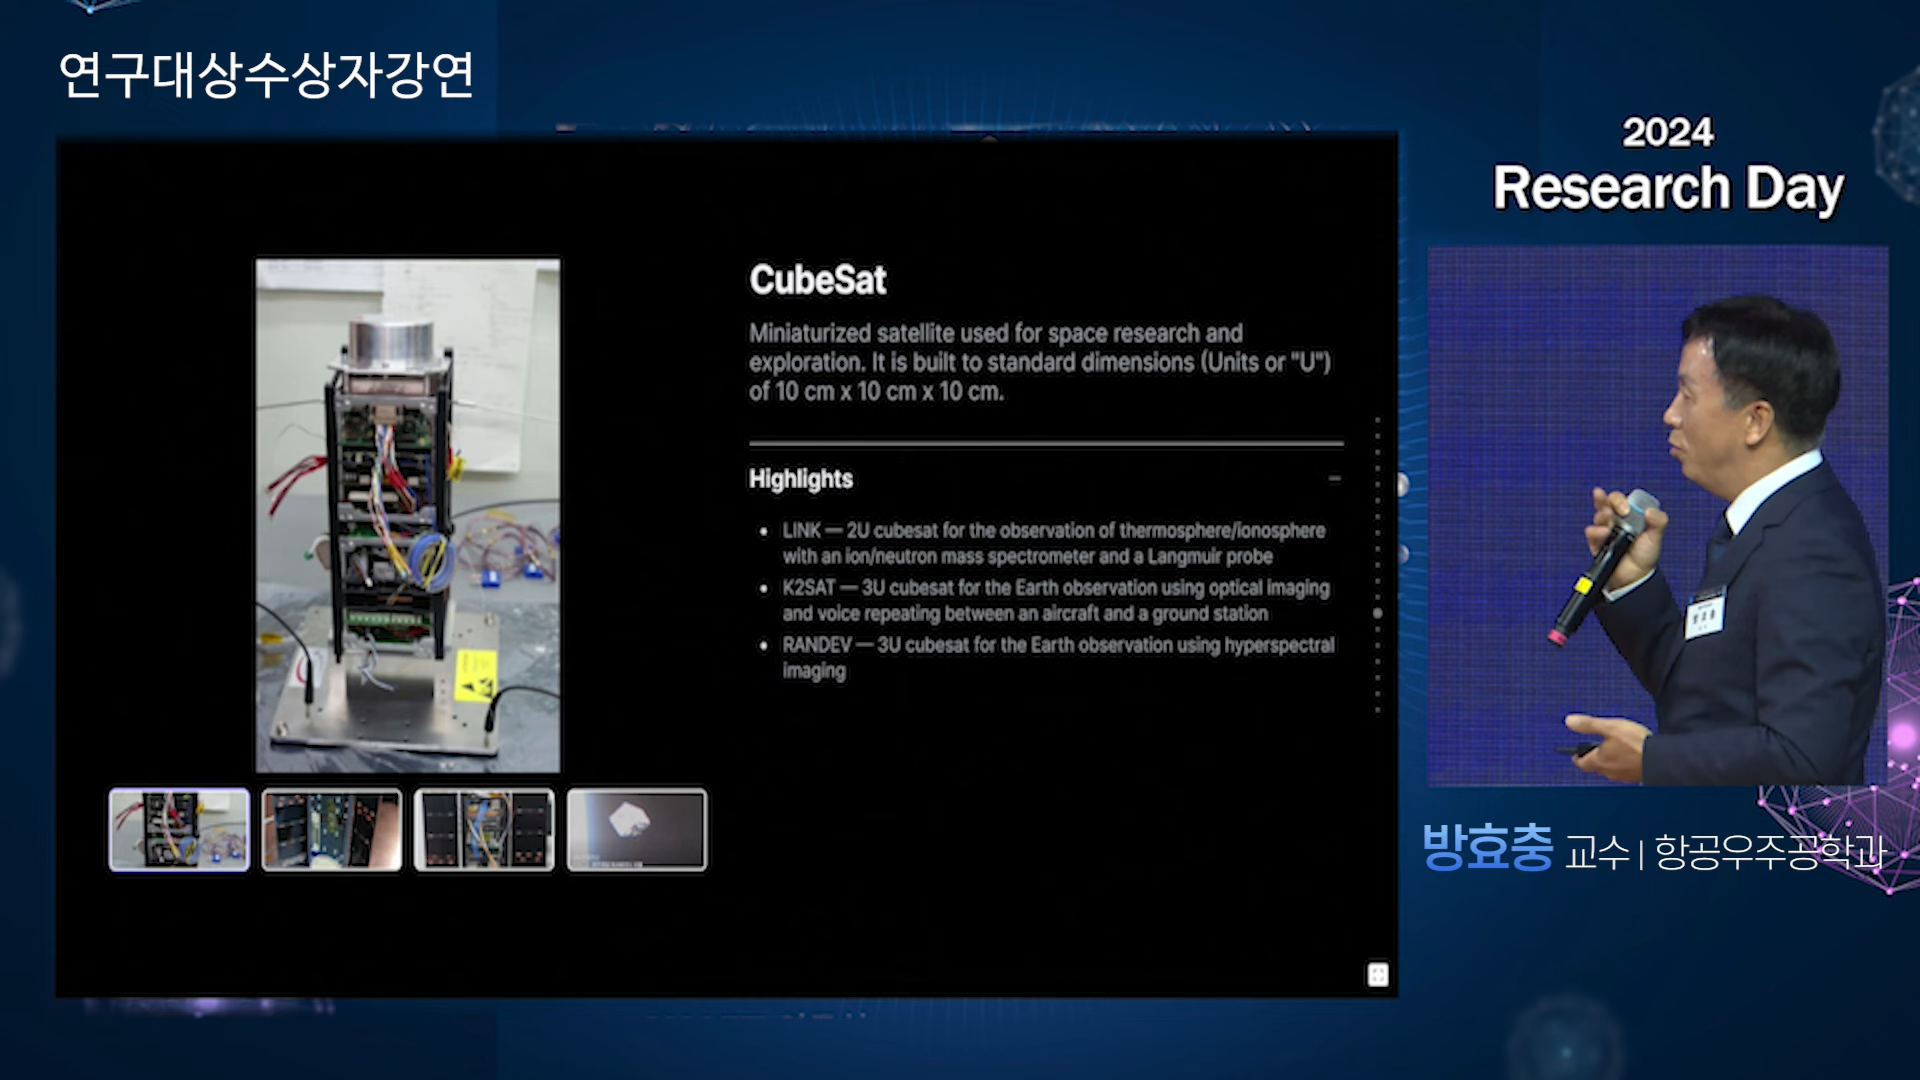 연구대상수상자강연
2024
Research Day
CubeSat
Miniaturized satellite used for space research and
exploration. It is built to standard dimensions (Units or "U")
of 10 cm x 10 cm x 10 cm.
Highlights
LINK — 2U cubesat for the observation of thermosphere/ionosphere
with an ion/neutron mass spectrometer and a Langmuir probe
K2SAT — 3U cubesat for the Earth observation using optical imaging
and voice repeating between an aircraft and a ground station
RANDEV — 3U cubesat for the Earth observation using hyperspectral
imaging
방효충
방효충 교수 | 항공우주공학과